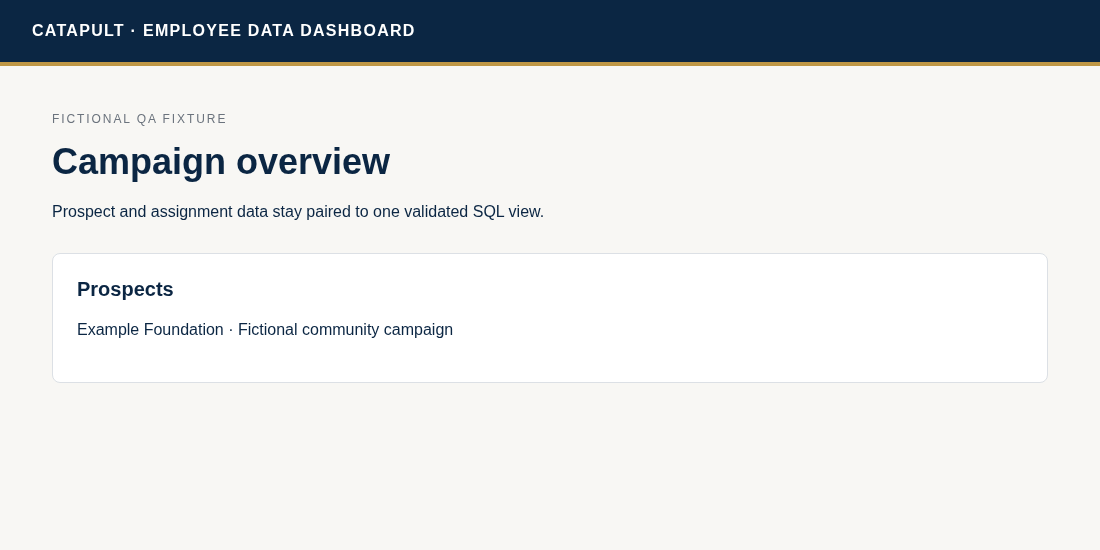 CATAPULT · EMPLOYEE DATA DASHBOARD
FICTIONAL QA FIXTURE
Campaign overview
Prospect and assignment data stay paired to one validated SQL view.
Prospects
Example Foundation · Fictional community campaign